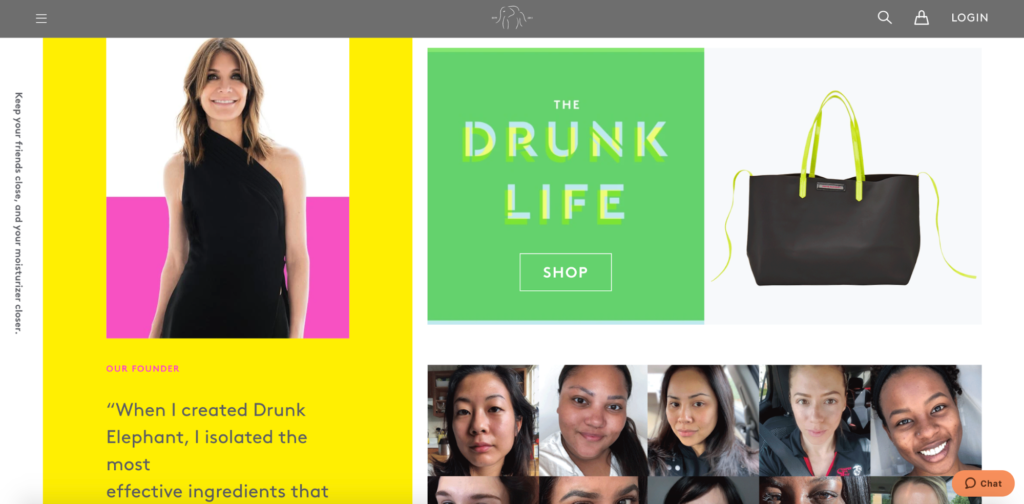 LOGIN
Keep your friends close, and your moisturizer closer.
OUR FOUNDER
“When I created Drunk
Elephant, I isolated the
most
effective ingredients that
THE
DRUNK
LIFE
SHOP
Chat